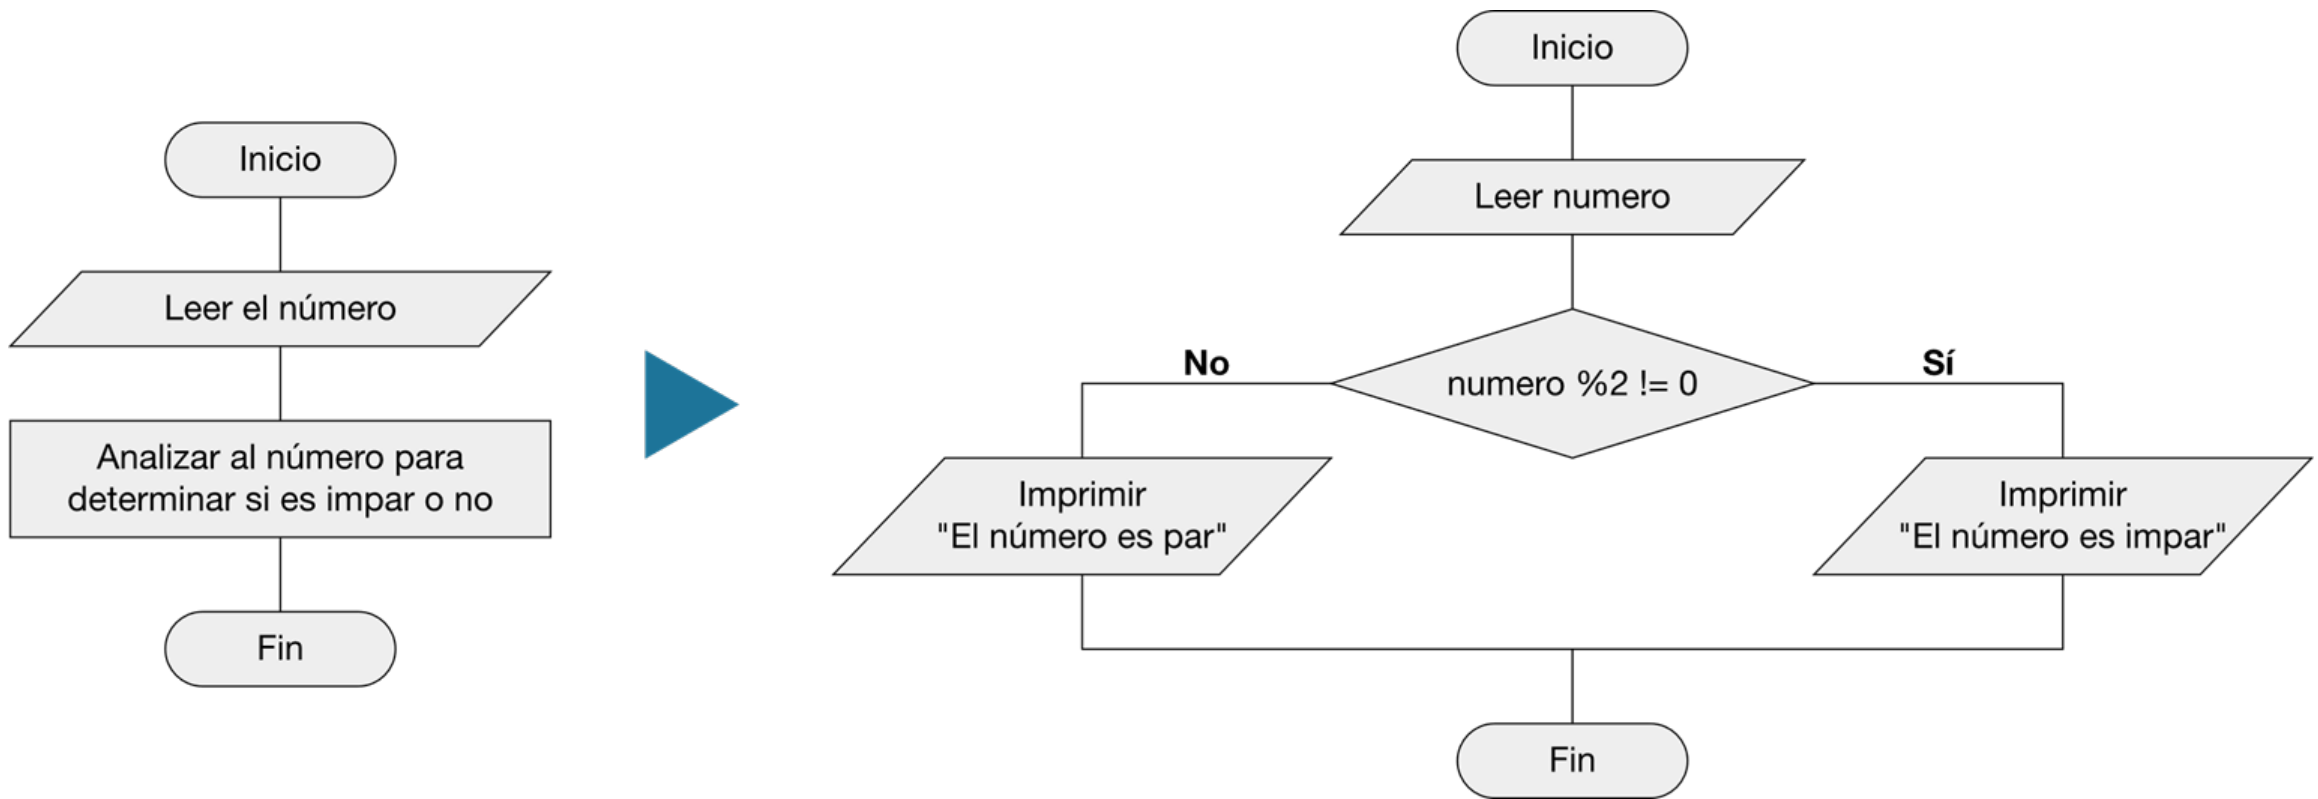 Inicio
Leer el número
Analizar al número para
determinar si es impar o no
Fin
Inicio
Leer numero
numero %2 != 0
No
Sí
Imprimir
"El número es par"
Imprimir
"El número es impar"
Fin